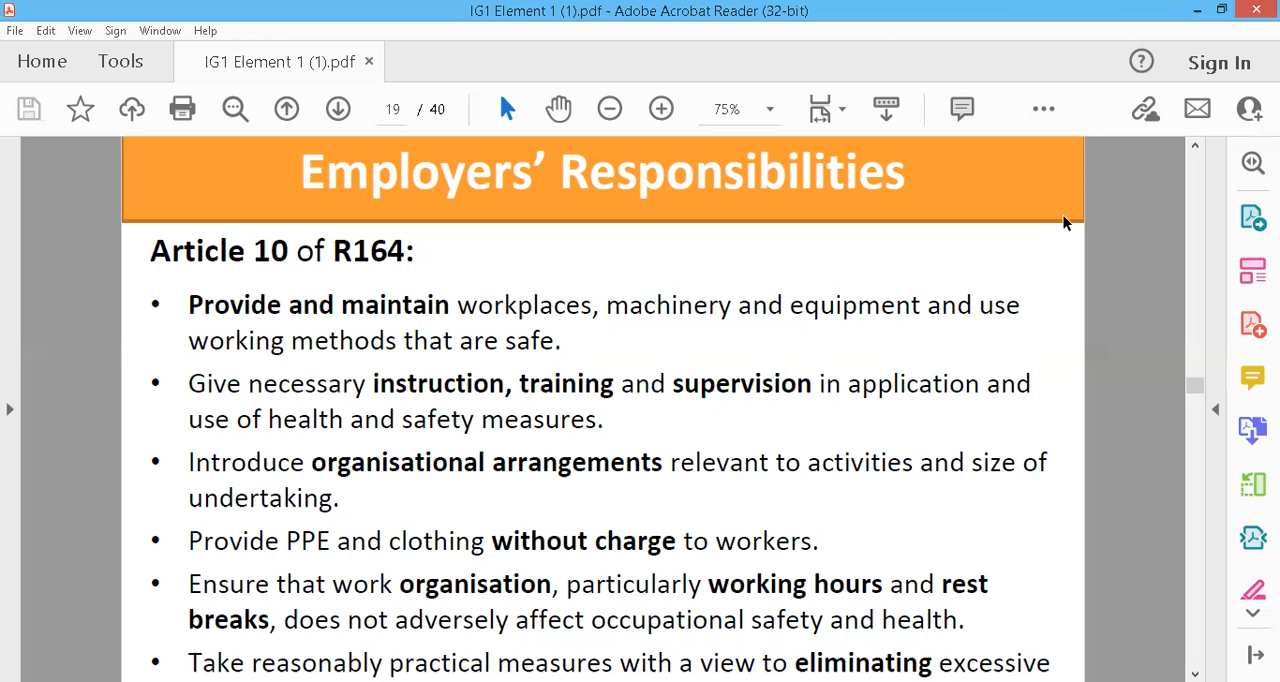 IG1 Element 1 (1).pdf - Adobe Acrobat Reader (32-bit)
File Edit View Sign Window Help
Home Tools IG1 Element 1 (1).pdf × ? Sign In
19 / 40 75%
Employers' Responsibilities
Article 10 of R164:
• Provide and maintain workplaces, machinery and equipment and use
working methods that are safe.
• Give necessary instruction, training and supervision in application and
use of health and safety measures.
• Introduce organisational arrangements relevant to activities and size of
undertaking.
• Provide PPE and clothing without charge to workers.
• Ensure that work organisation, particularly working hours and rest
breaks, does not adversely affect occupational safety and health.
• Take reasonably practical measures with a view to eliminating excessive